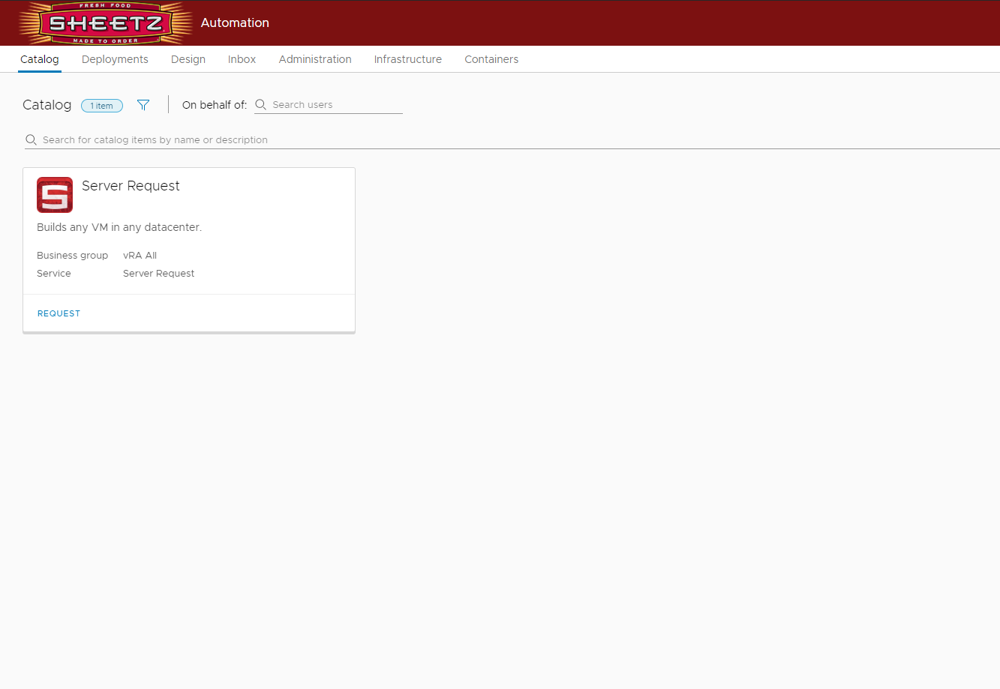 FRESH FOOD
SHEETZ
MADE TO ORDER
Automation
Catalog Deployments Design Inbox Administration Infrastructure Containers
Catalog 1 item On behalf of: Search users
Search for catalog items by name or description
S
Server Request
Builds any VM in any datacenter.
Business group vRA All
Service Server Request
REQUEST